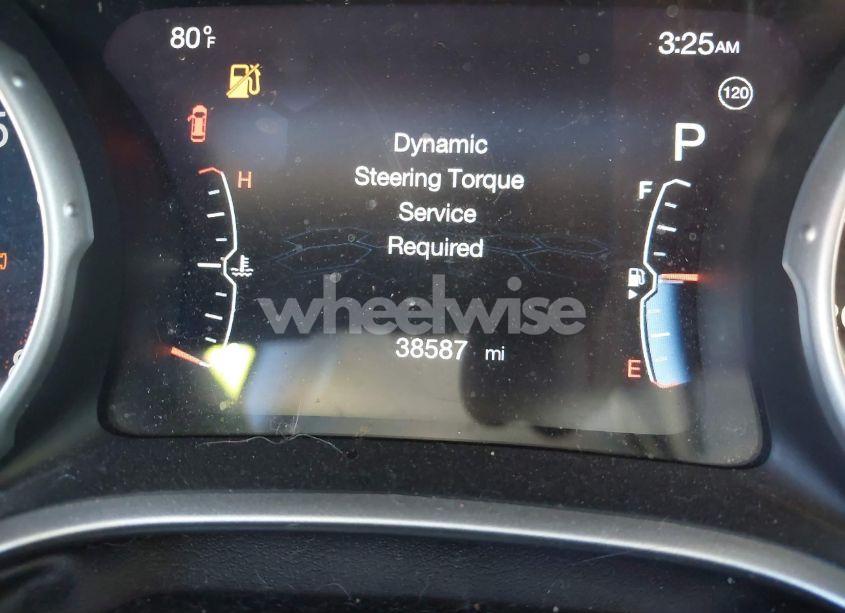 80°F
3:25AM
120
Dynamic
P
Steering Torque
H
F
Service
Required
wheelwise
38587 mi
E